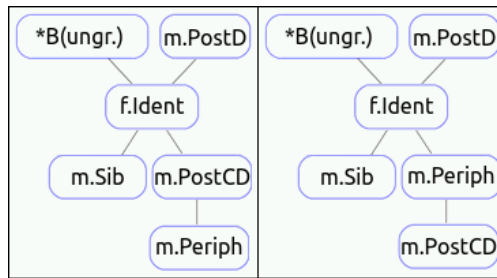 *B(ungr.) m.PostD
f.Ident
m.Sib m.PostCD
m.Periph
*B(ungr.) m.PostD
f.Ident
m.Sib m.Periph
m.PostCD